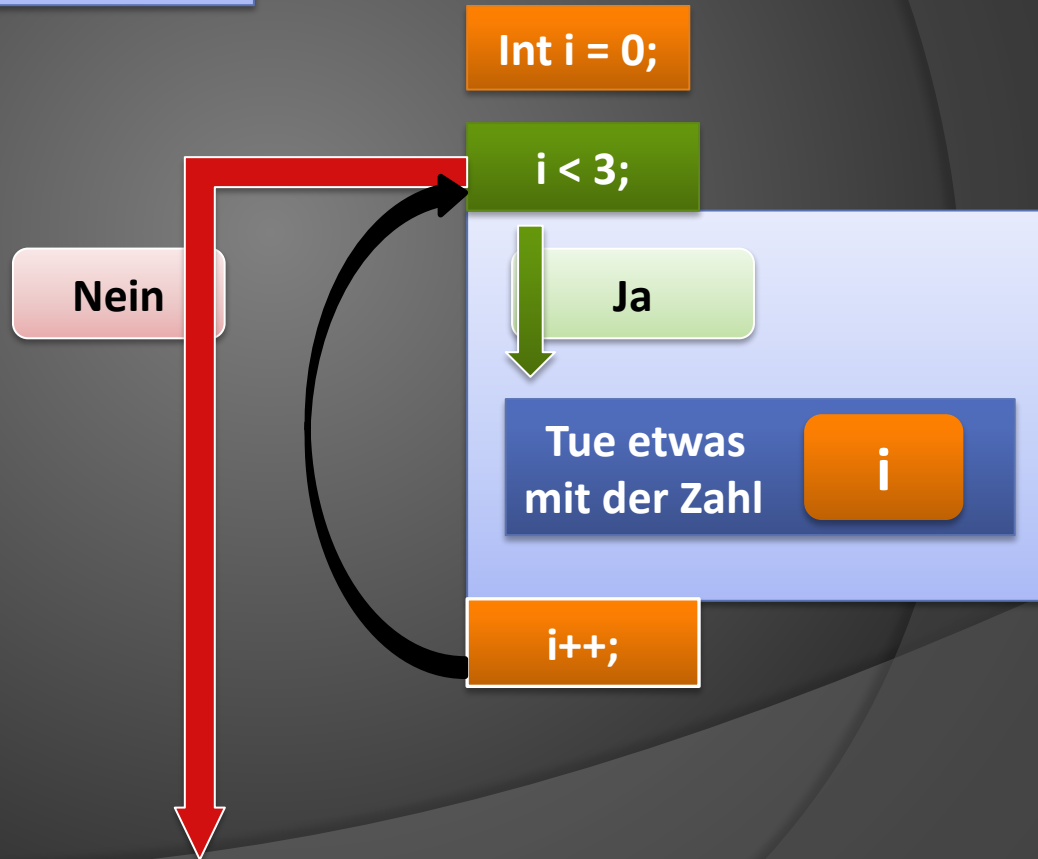 Int i = 0;
i < 3;
Nein
Ja
Tue etwas
mit der Zahl
i
i++;